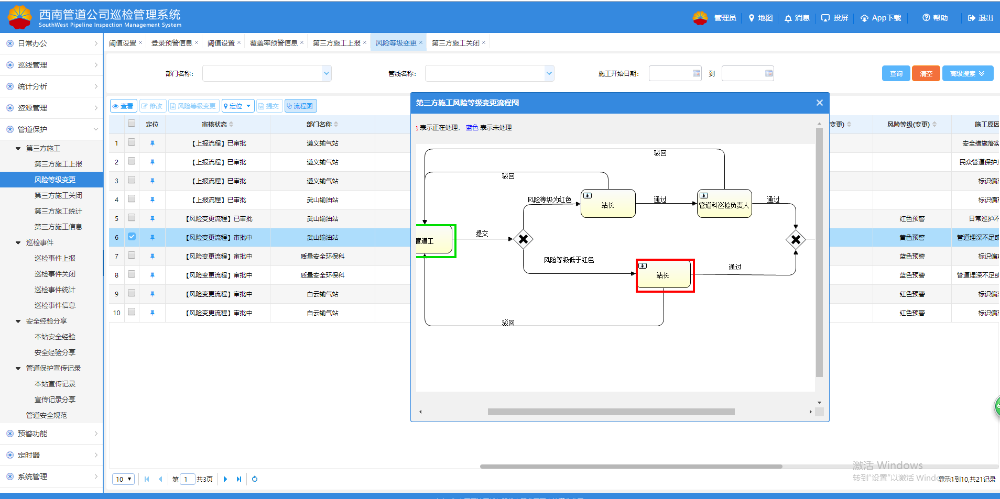 西南管道公司巡检管理系统
SouthWest Pipeline Inspection Management System
管理员 地图 消息 投屏 App下载 帮助 退出
日常办公
巡线管理
统计分析
资源管理
管道保护
第三方施工
第三方施工上报
风险等级变更
第三方施工关闭
第三方施工统计
第三方施工信息
巡检事件
巡检事件上报
巡检事件关闭
巡检事件统计
巡检事件信息
安全经验分享
本站安全经验
安全经验分享
管道保护宣传记录
本站宣传记录
宣传记录分享
管道安全规范
预警功能
定时器
系统管理
阈值设置 × 登录预警信息 × 阈值设置 × 覆盖率预警信息 × 第三方施工上报 × 风险等级变更 × 第三方施工关闭 ×
部门名称： 管线名称： 施工开始日期： 到 查询 清空 高级搜索
查看 修改 风险等级变更 定位 提交 流程图
定位 审核状态 部门名称 变更) 风险等级(变更) 施工原因
1 【上报流程】已审批 遵义输气站 安全措施落实
2 【上报流程】已审批 遵义输气站 民众管道保护
3 【上报流程】已审批 遵义输气站 标识偏
4 【上报流程】已审批 武山输油站 标识偏
5 【风险变更流程】已审批 武山输油站 红色预警 日常巡护不
6 【风险变更流程】审批中 武山输油站 黄色预警 管道埋深不足或
7 【风险变更流程】审批中 质量安全环保科 蓝色预警 标识偏
8 【风险变更流程】审批中 质量安全环保科 蓝色预警 管道埋深不足或
9 【风险变更流程】审批中 白云输气站 红色预警 标识偏
10 【风险变更流程】审批中 白云输气站 红色预警 标识偏
第三方施工风险等级变更流程图
表示正在处理， 蓝色 表示未处理
驳回
驳回
风险等级为红色
站长
通过
管道科巡检负责人
通过
管道工
提交
风险等级低于红色
站长
通过
驳回
10 第 1 共3页
激活 Windows
转到"设置"以激活 Windo
显示1到10,共21记录